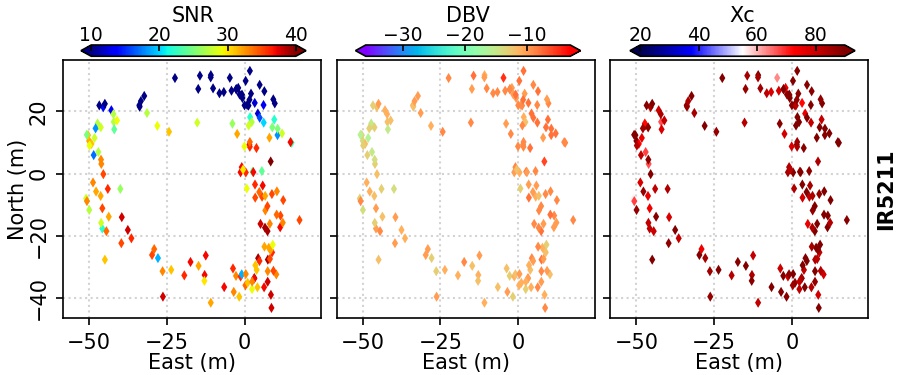 SNR DBV Xc
10 20 30 40 −30 −20 −10 20 40 60 80
North (m)
20
0
−20
−40
−50 −25 0 −50 −25 0 −50 −25 0
East (m) East (m) East (m)
IR5211